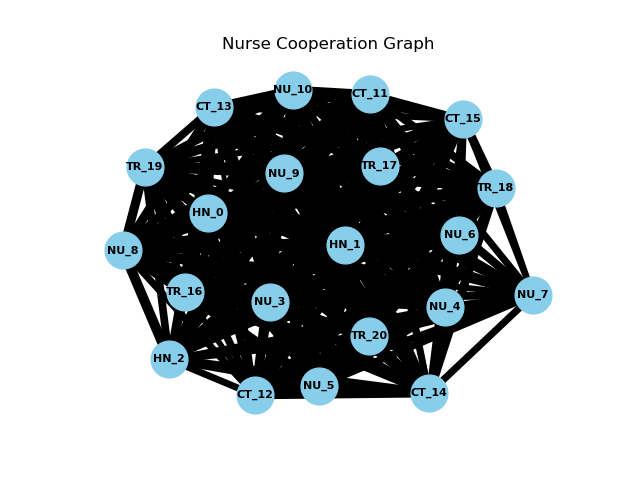 Nurse Cooperation Graph
NU_10
CT_11
CT_13
CT_15
TR_17
TR_19
NU_9
TR_18
HN_0
NU_6
HN_1
NU_8
TR_16
NU_7
NU_3
NU_4
TR_20
HN_2
NU_5
CT_14
CT_12